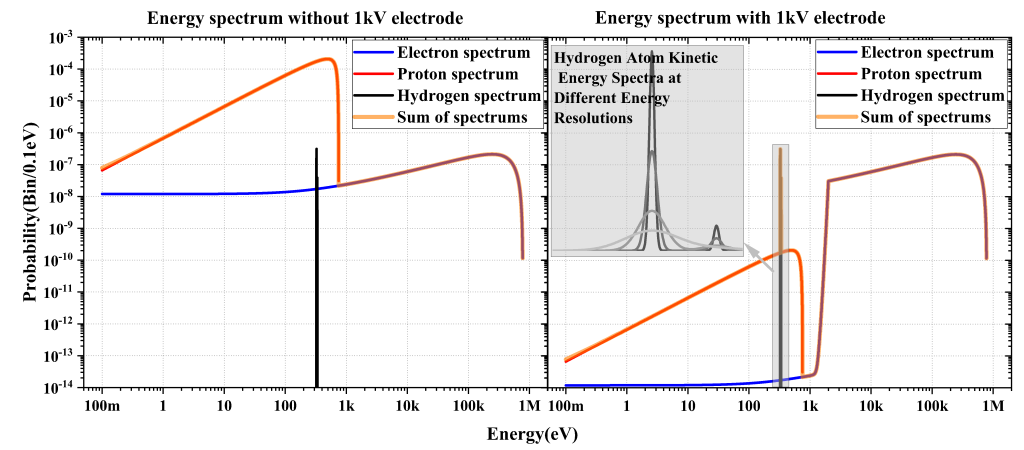 Energy spectrum without 1kV electrode
Energy spectrum with 1kV electrode
Probability(Bin/0.1eV)
10-3
10-4
10-5
10-6
10-7
10-8
10-9
10-10
10-11
10-12
10-13
10-14
Electron spectrum
Proton spectrum
Hydrogen spectrum
Sum of spectrums
Hydrogen Atom Kinetic
Energy Spectra at
Different Energy
Resolutions
Electron spectrum
Proton spectrum
Hydrogen spectrum
Sum of spectrums
100m 1 10 100 1k 10k 100k 1M
100m 1 10 100 1k 10k 100k 1M
Energy(eV)